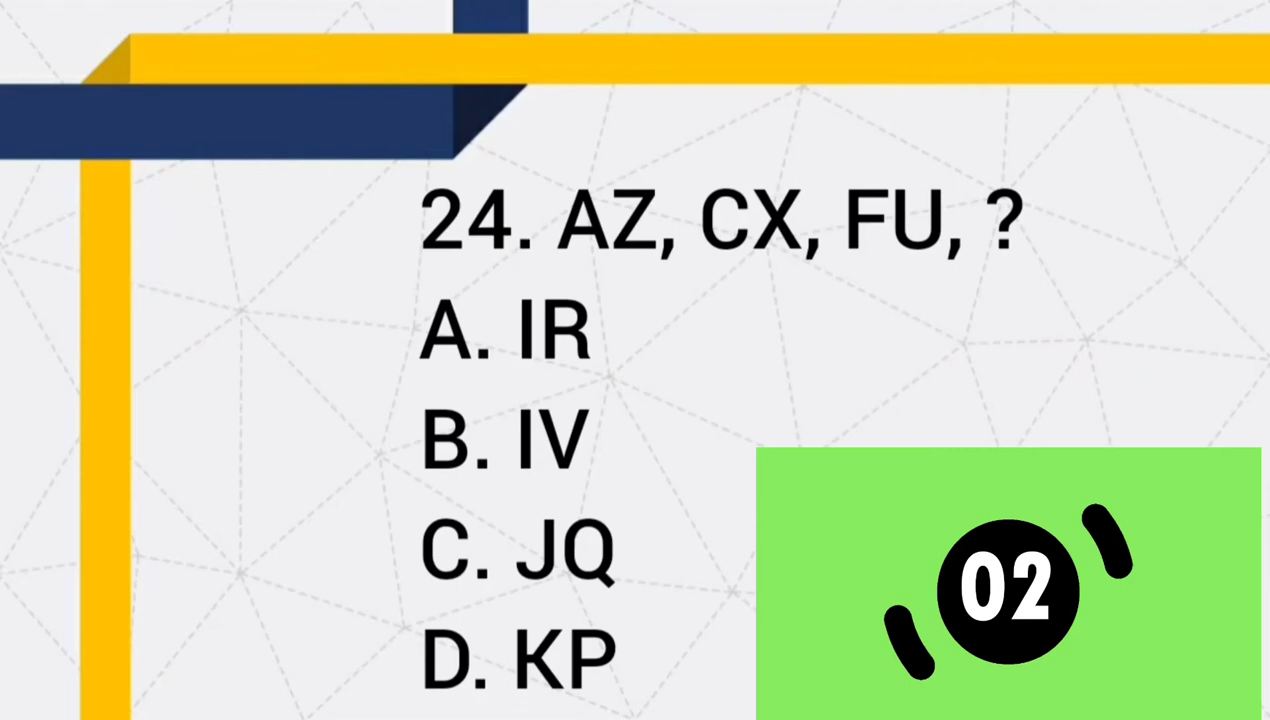 24. AZ, CX, FU, ?
A. IR
B. IV
C. JQ
D. KP
02